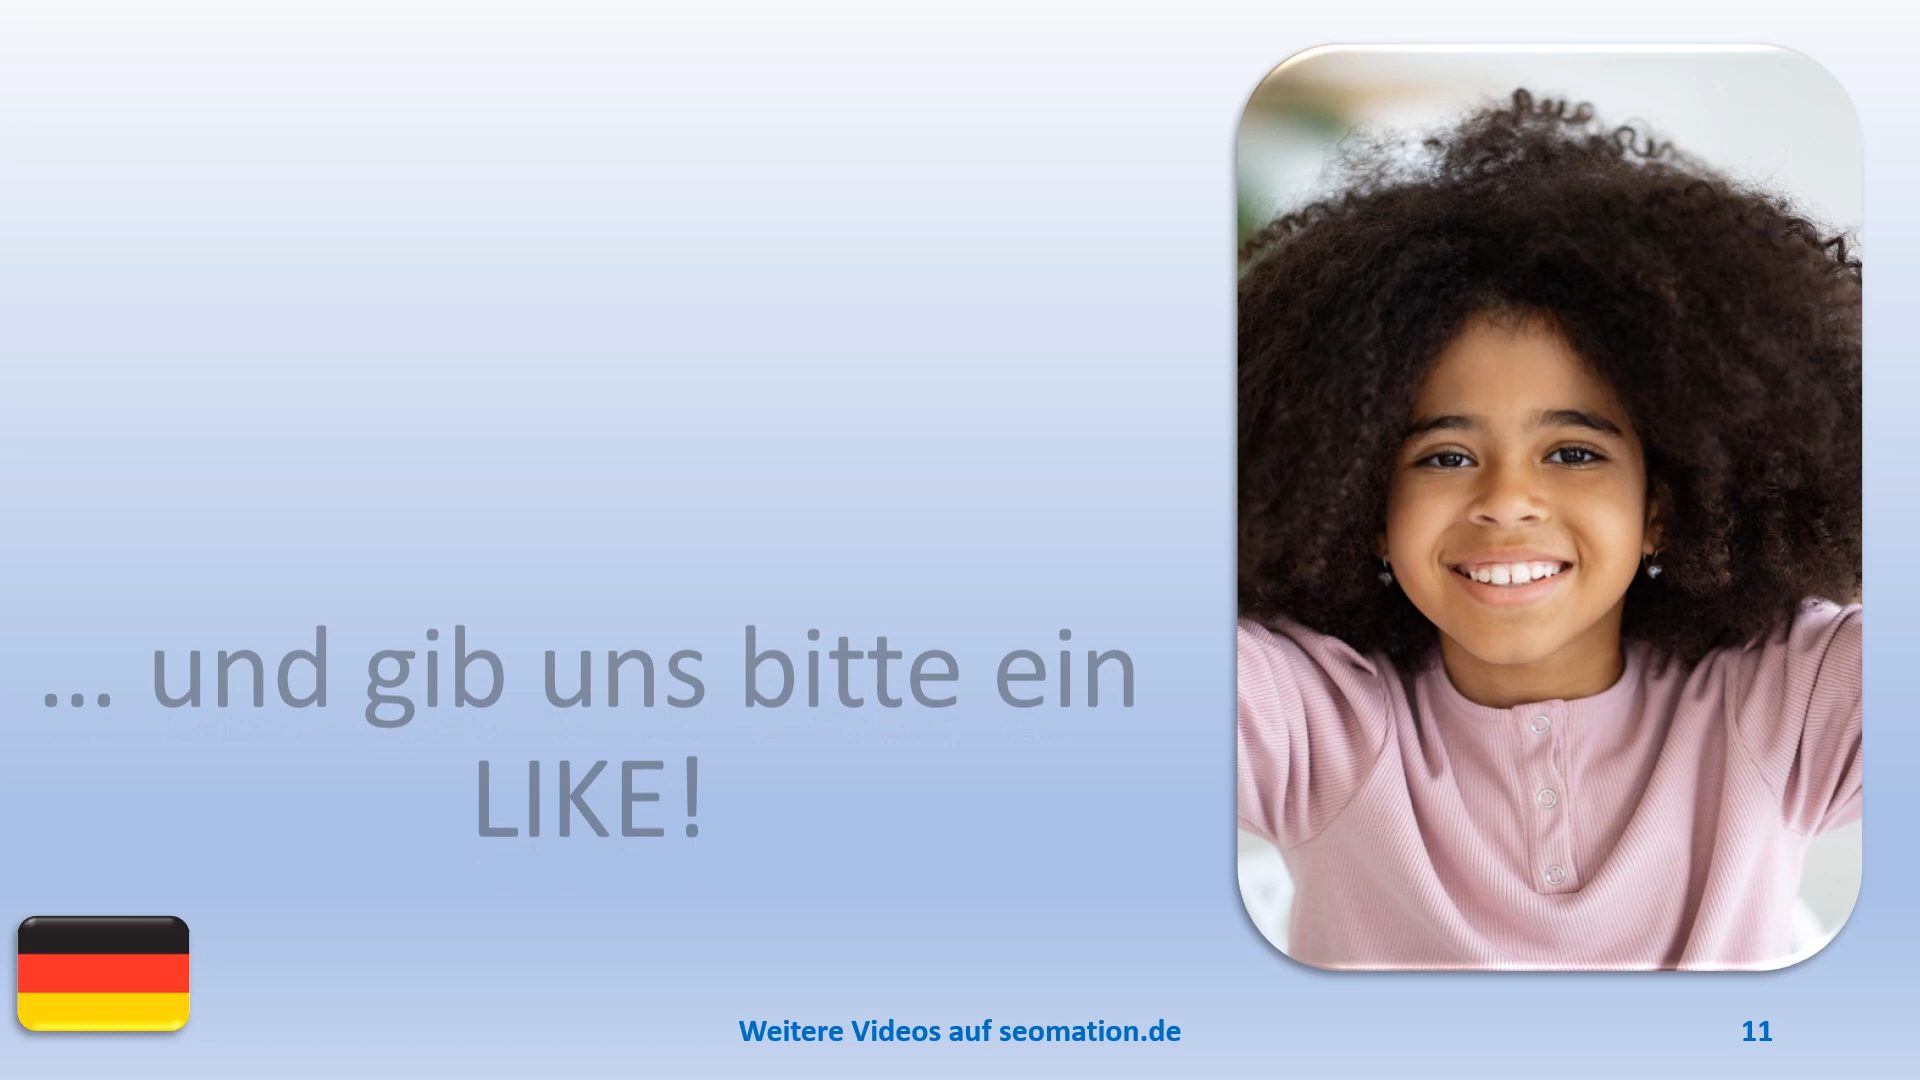 ... und gib uns bitte ein
LIKE!
Weitere Videos auf seomation.de
11